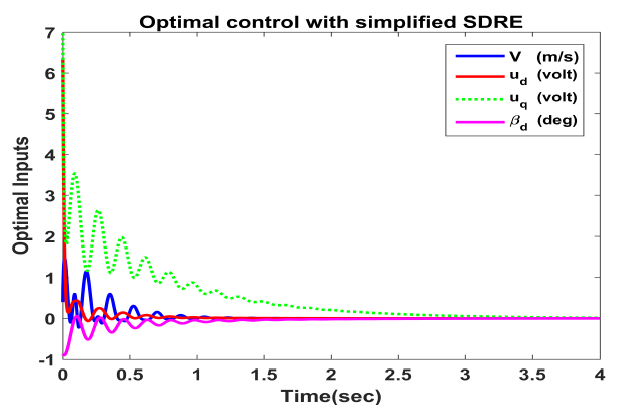 Optimal control with simplified SDRE
7
6
5
4
3
2
1
0
-1
Optimal Inputs
V (m/s)
u_d (volt)
u_q (volt)
β_d (deg)
0 0.5 1 1.5 2 2.5 3 3.5 4
Time(sec)